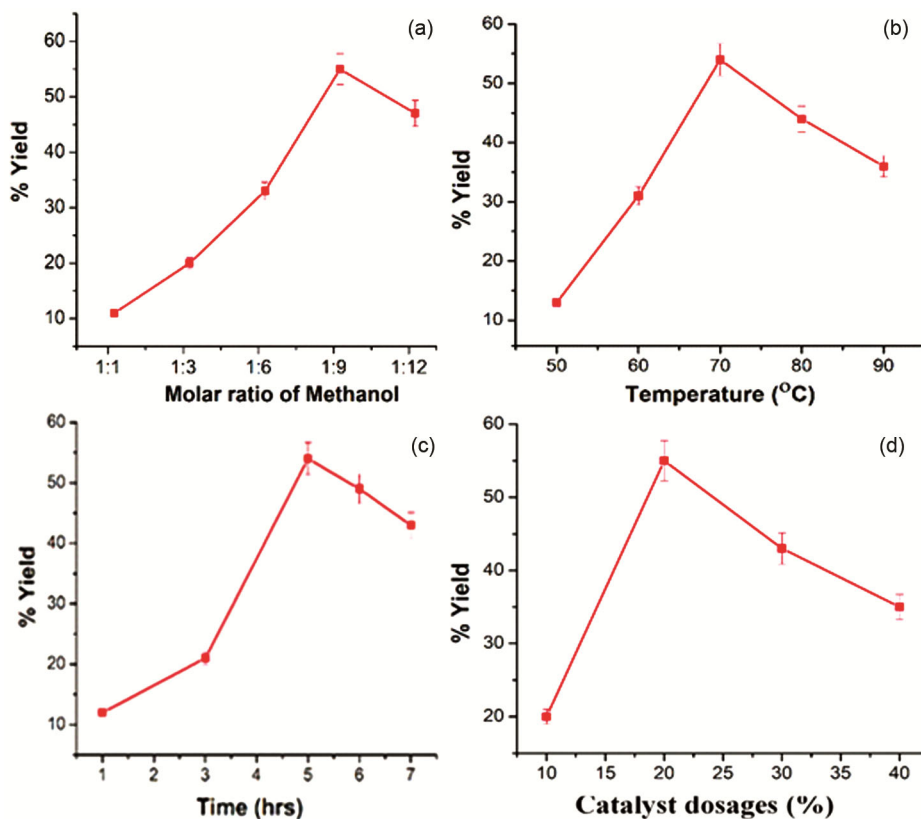 (a)
60
50
40
30
20
10
% Yield
1:1 1:3 1:6 1:9 1:12
Molar ratio of Methanol
(b)
60
50
40
30
20
10
% Yield
50 60 70 80 90
Temperature (OC)
(c)
60
50
40
30
20
10
% Yield
1 2 3 4 5 6 7
Time (hrs)
(d)
60
50
40
30
20
% Yield
10 15 20 25 30 35 40
Catalyst dosages (%)